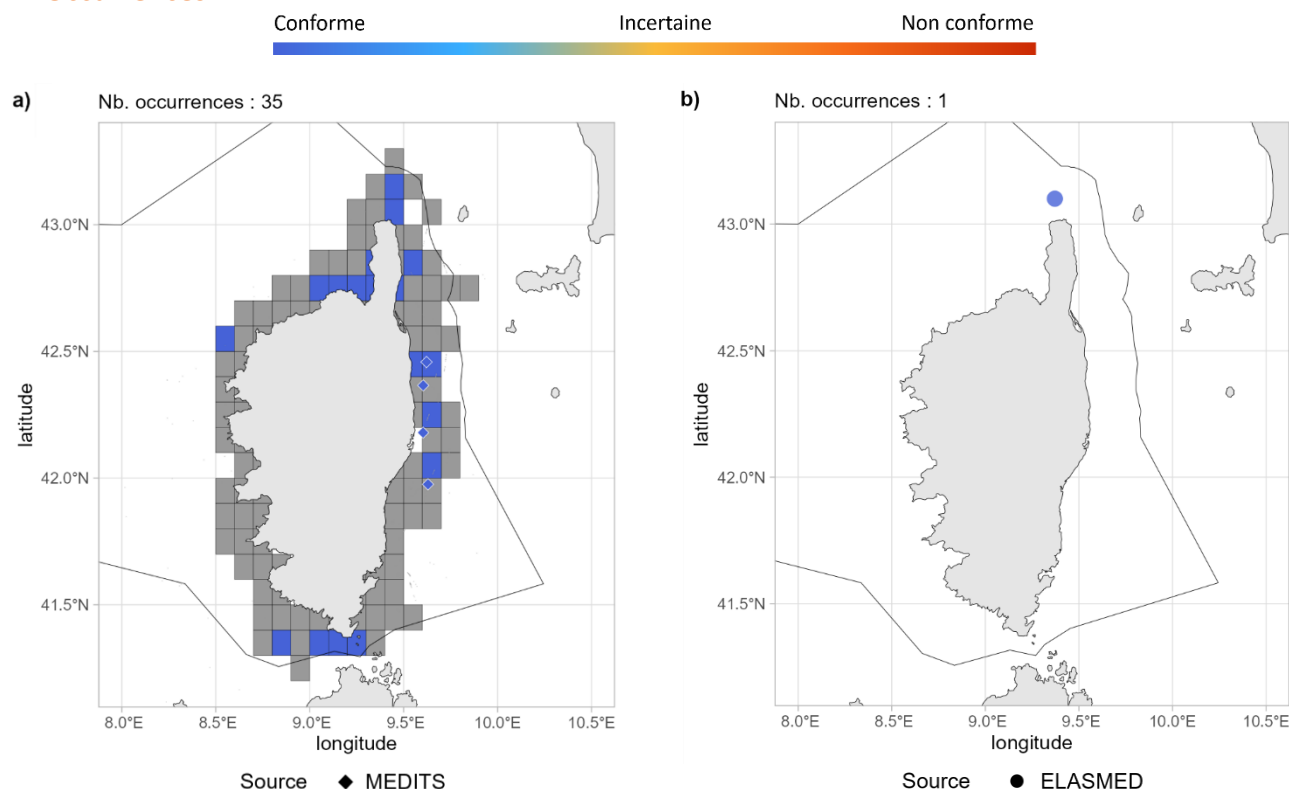 Conforme Incertaine Non conforme
a) Nb. occurrences : 35
43.0°N
42.5°N
42.0°N
41.5°N
latitude
8.0°E 8.5°E 9.0°E 9.5°E 10.0°E 10.5°E
longitude
Source ◆ MEDITS
b) Nb. occurrences : 1
43.0°N
42.5°N
42.0°N
41.5°N
latitude
8.0°E 8.5°E 9.0°E 9.5°E 10.0°E 10.5°E
longitude
Source ● ELASMED